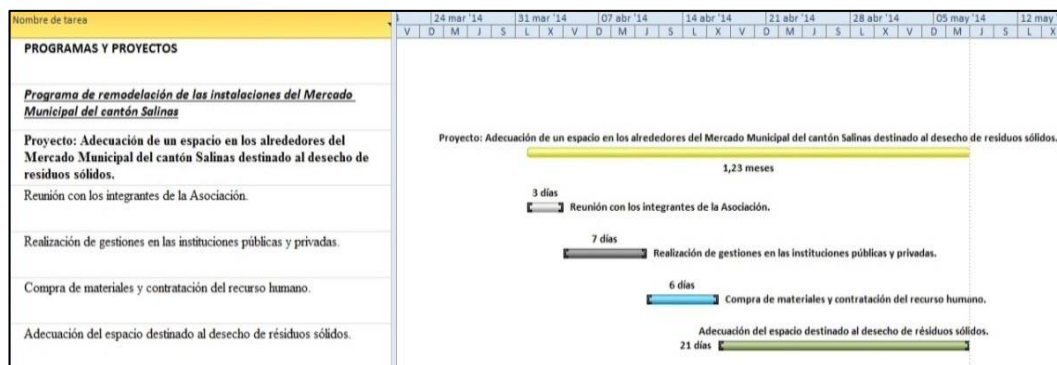 Nombre de tarea
24 mar '14 31 mar '14 07 abr '14 14 abr '14 21 abr '14 28 abr '14 05 may '14 12 may
V D M J S L X V D M J S L X V D M J S L X V D M J S L X
PROGRAMAS Y PROYECTOS
Programa de remodelación de las instalaciones del Mercado
Municipal del cantón Salinas
Proyecto: Adecuación de un espacio en los alrededores del
Mercado Municipal del cantón Salinas destinado al desecho de
residuos sólidos.
Proyecto: Adecuación de un espacio en los alrededores del Mercado Municipal del cantón Salinas destinado al desecho de residuos sólidos.
1,23 meses
Reunión con los integrantes de la Asociación.
3 días
Reunión con los integrantes de la Asociación.
Realización de gestiones en las instituciones públicas y privadas.
7 días
Realización de gestiones en las instituciones públicas y privadas.
Compra de materiales y contratación del recurso humano.
6 días
Compra de materiales y contratación del recurso humano.
Adecuación del espacio destinado al desecho de résiduos sólidos.
Adecuación del espacio destinado al desecho de résiduos sólidos.
21 días